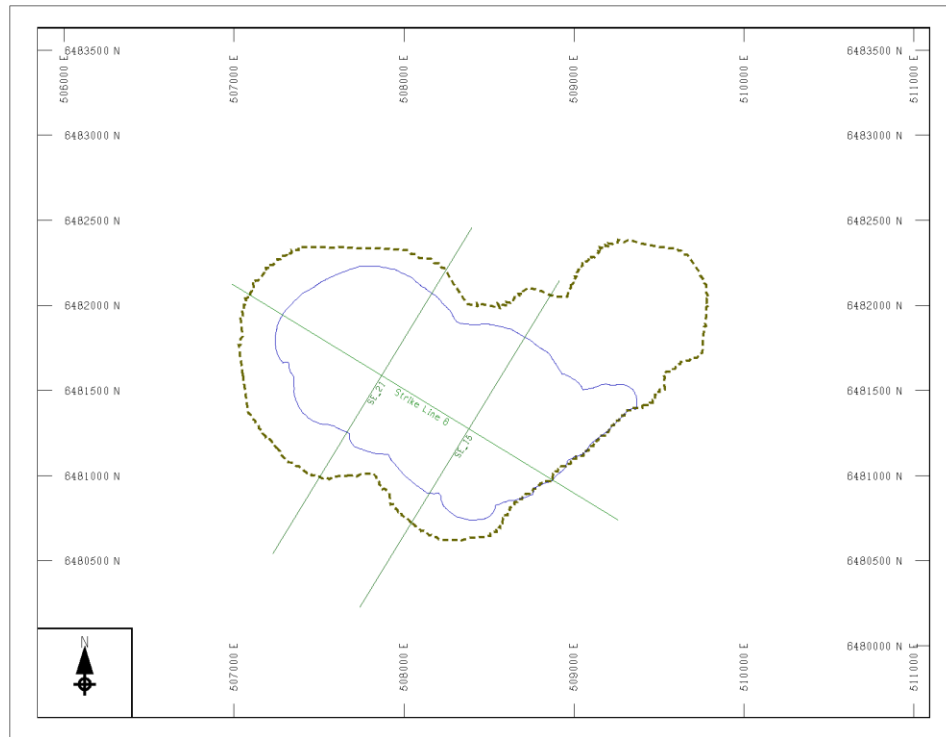 6483500 N
506000 E
507000 E
508000 E
509000 E
510000 E
511000 E
6483500 N
6483000 N
6483000 N
6482500 N
6482500 N
6482000 N
6482000 N
6481500 N
SE_21
Strike Line 8
6481500 N
SE_15
6481000 N
6481000 N
6480500 N
6480500 N
N
507000 E
508000 E
509000 E
510000 E
511000 E
6480000 N